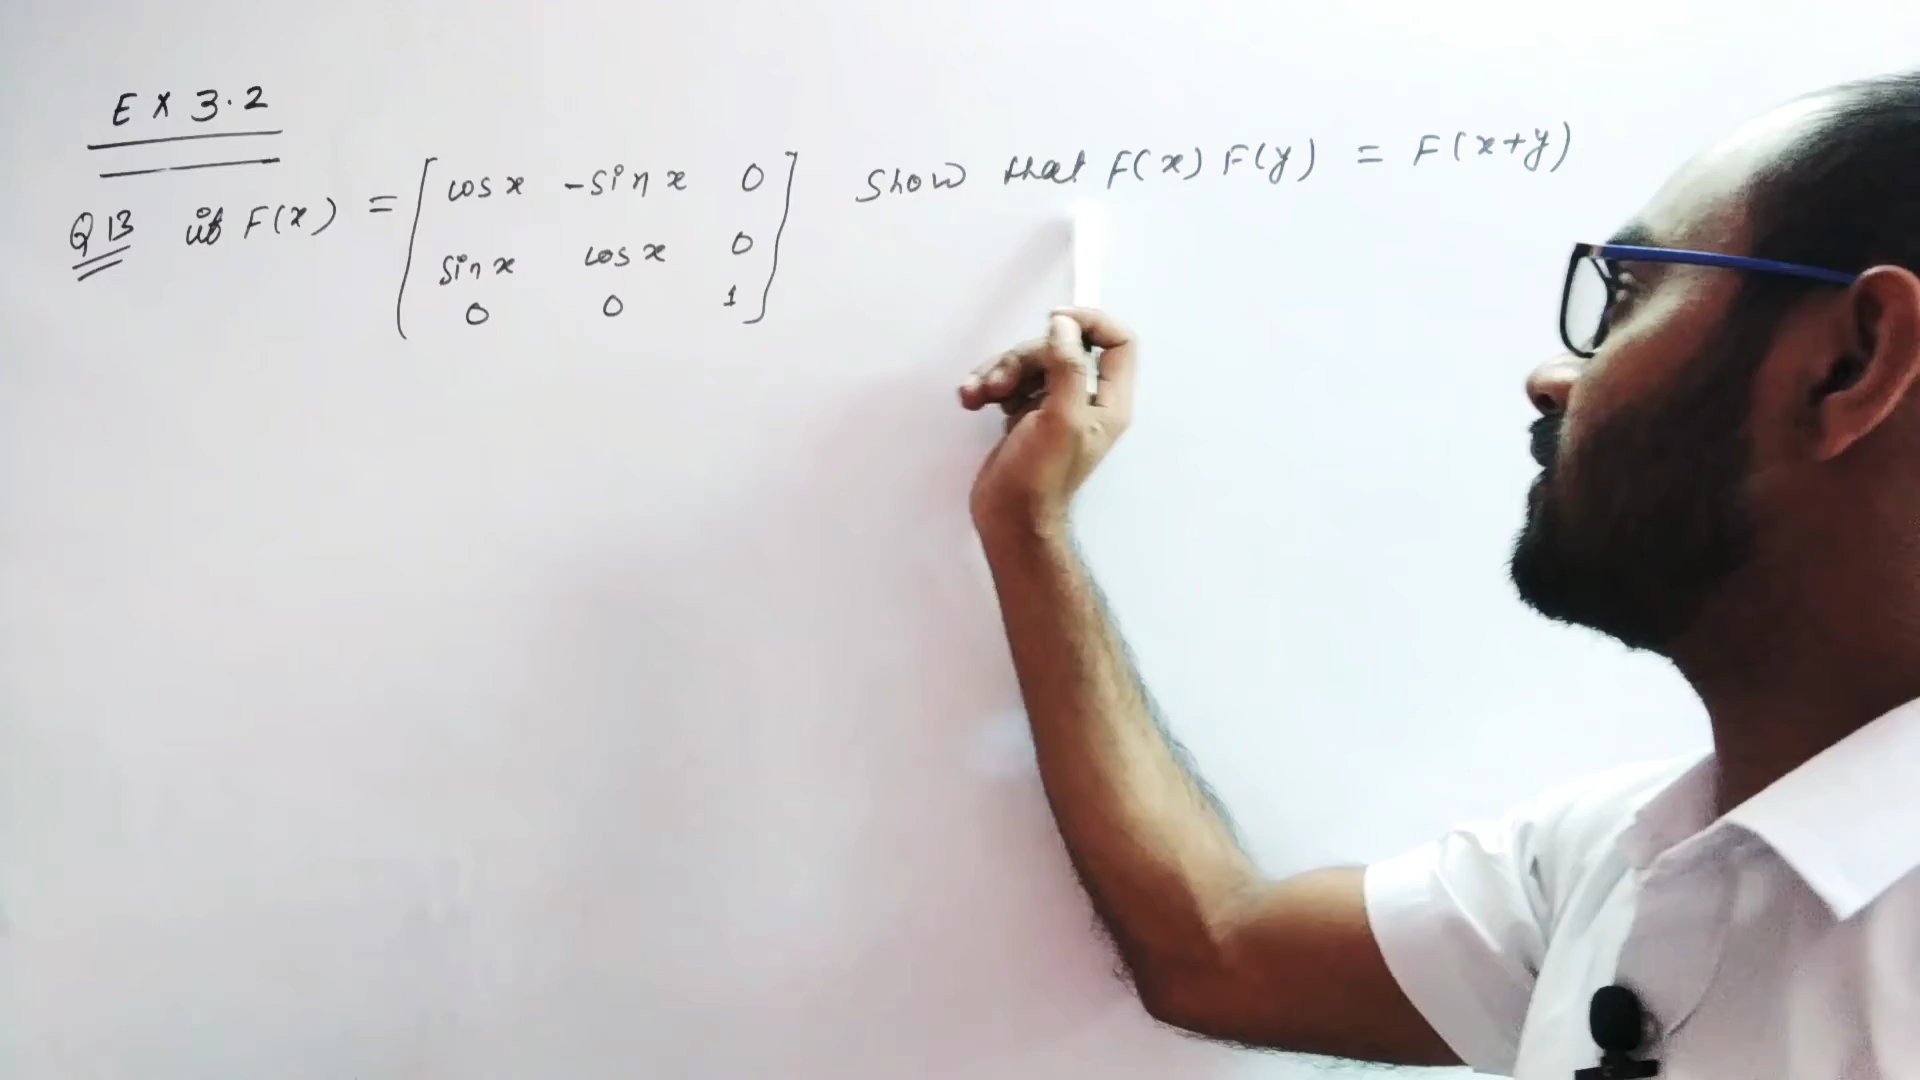 Ex 3.2
Q 13 if F(x) = [cos x -sin x 0 Show that F(x) F(y) = F(x+y)
sin x cos x 0
0 0 1]